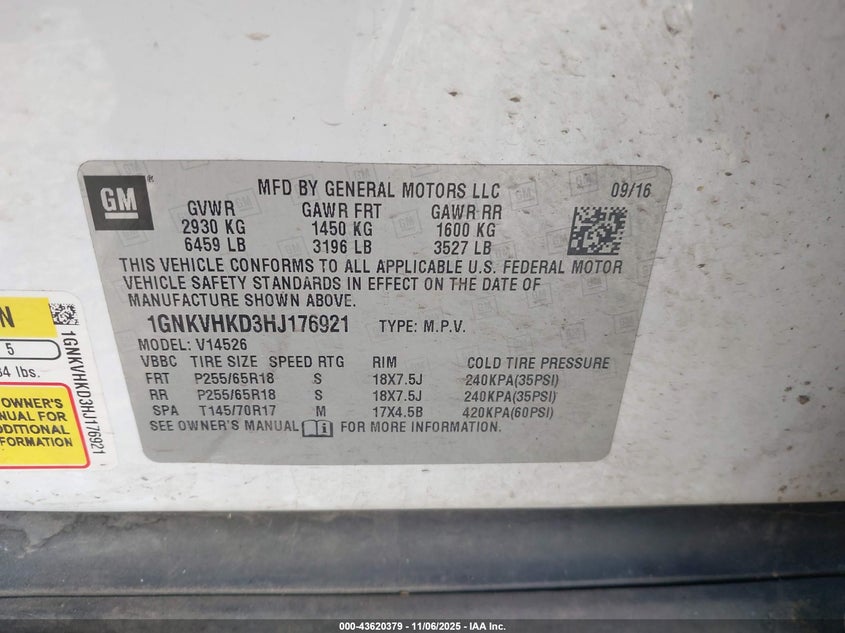 GM
MFD BY GENERAL MOTORS LLC 09/16
GVWR GAWR FRT GAWR RR
2930 KG 1450 KG 1600 KG
6459 LB 3196 LB 3527 LB
THIS VEHICLE CONFORMS TO ALL APPLICABLE U.S. FEDERAL MOTOR
VEHICLE SAFETY STANDARDS IN EFFECT ON THE DATE OF
MANUFACTURE SHOWN ABOVE.
1GNKVHKD3HJ176921 TYPE: M.P.V.
MODEL: V14526
VBBC TIRE SIZE SPEED RTG RIM COLD TIRE PRESSURE
FRT P255/65R18 S 18X7.5J 240KPA(35PSI)
RR P255/65R18 S 18X7.5J 240KPA(35PSI)
SPA T145/70R17 M 17X4.5B 420KPA(60PSI)
SEE OWNER'S MANUAL FOR MORE INFORMATION.
5
lbs.
OWNER'S
MANUAL FOR
INFORMATION
1GNKVHKD3HJ176921
000-43620379 - 11/06/2025 - IAA Inc.